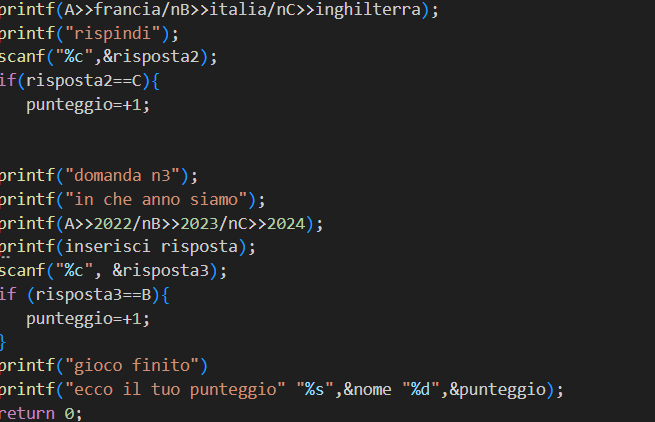 printf(A>>francia/nB>>italia/nC>>inghilterra);
printf("rispindi");
scanf("%c",&risposta2);
if(risposta2==C){
punteggio=+1;
printf("domanda n3");
printf("in che anno siamo");
printf(A>>2022/nB>>2023/nC>>2024);
printf(inserisci risposta);
scanf("%c", &risposta3);
if (risposta3==B){
punteggio=+1;
}
printf("gioco finito")
printf("ecco il tuo punteggio" "%s",&nome "%d",&punteggio);
return 0;